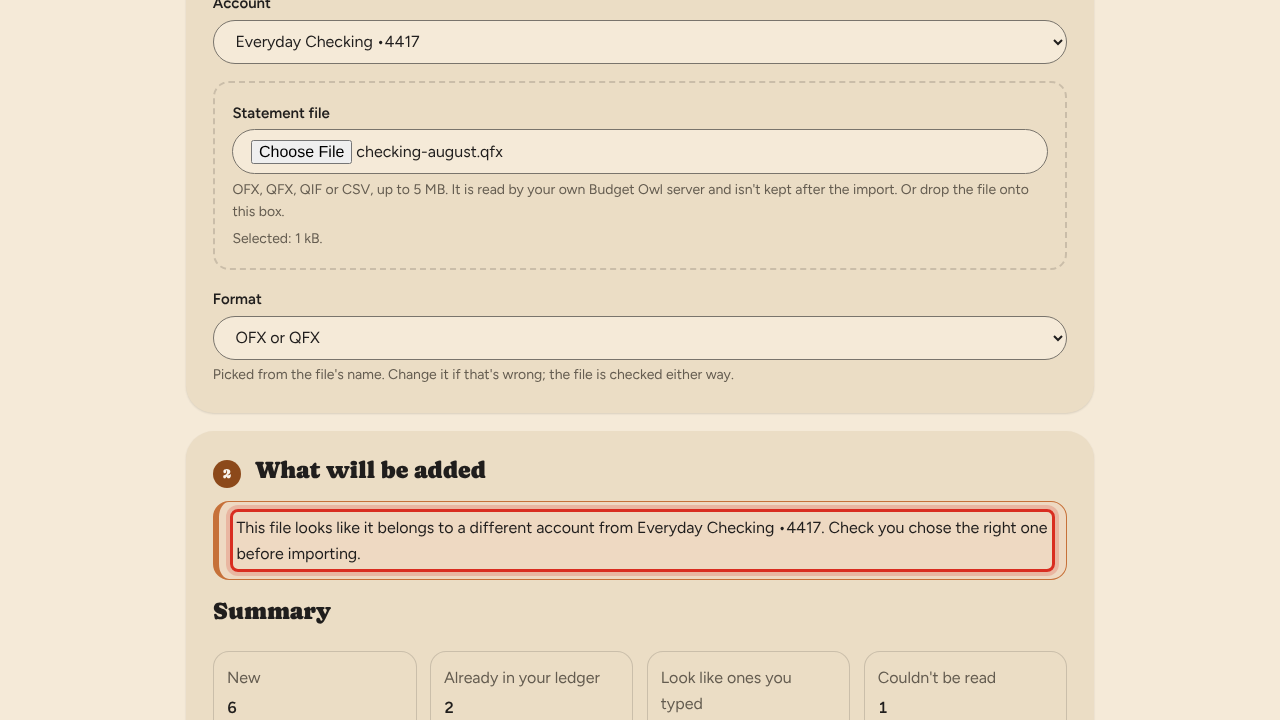 Account
Everyday Checking •4417
Statement file
Choose File checking-august.qfx
OFX, QFX, QIF or CSV, up to 5 MB. It is read by your own Budget Owl server and isn't kept after the import. Or drop the file onto
this box.
Selected: 1 kB.
Format
OFX or QFX
Picked from the file's name. Change it if that's wrong; the file is checked either way.
2 What will be added
This file looks like it belongs to a different account from Everyday Checking •4417. Check you chose the right one
before importing.
Summary
New
6
Already in your ledger
2
Look like ones you
typed
Couldn't be read
1